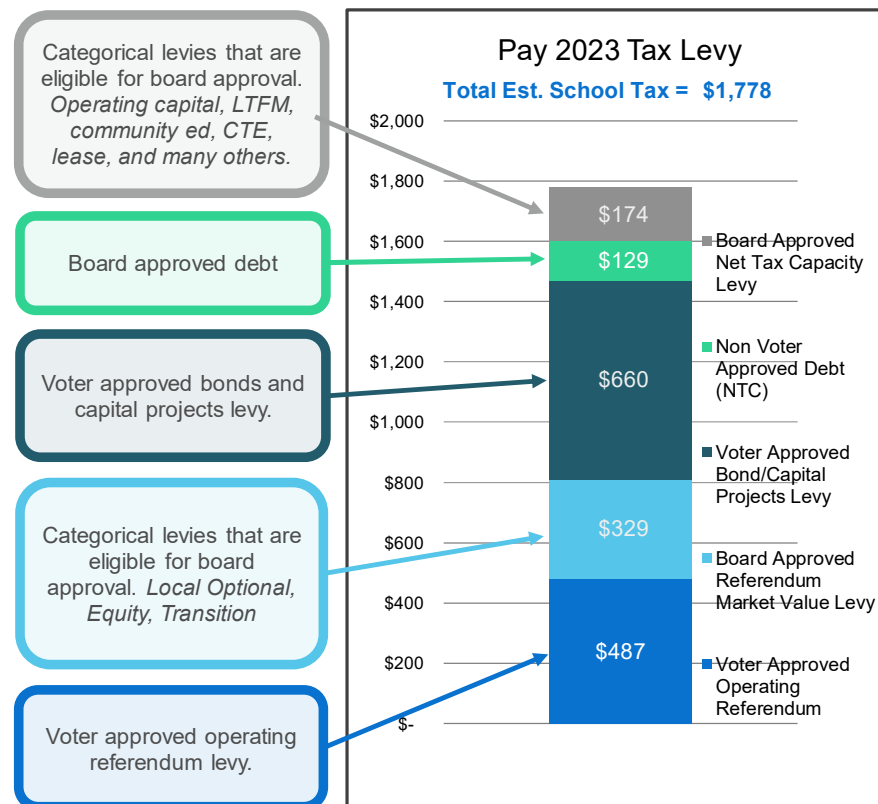 Categorical levies that are
eligible for board approval.
Operating capital, LTFM,
community ed, CTE,
lease, and many others.
Board approved debt
Voter approved bonds and
capital projects levy.
Categorical levies that are
eligible for board
approval. Local Optional,
Equity, Transition
Voter approved operating
referendum levy.
Pay 2023 Tax Levy
Total Est. School Tax = $1,778
$2,000
$1,800
$1,600
$1,400
$1,200
$1,000
$800
$600
$400
$200
$-
$174
$129
$660
$329
$487
Board Approved
Net Tax Capacity
Levy
Non Voter
Approved Debt
(NTC)
Voter Approved
Bond/Capital
Projects Levy
Board Approved
Referendum
Market Value Levy
Voter Approved
Operating
Referendum